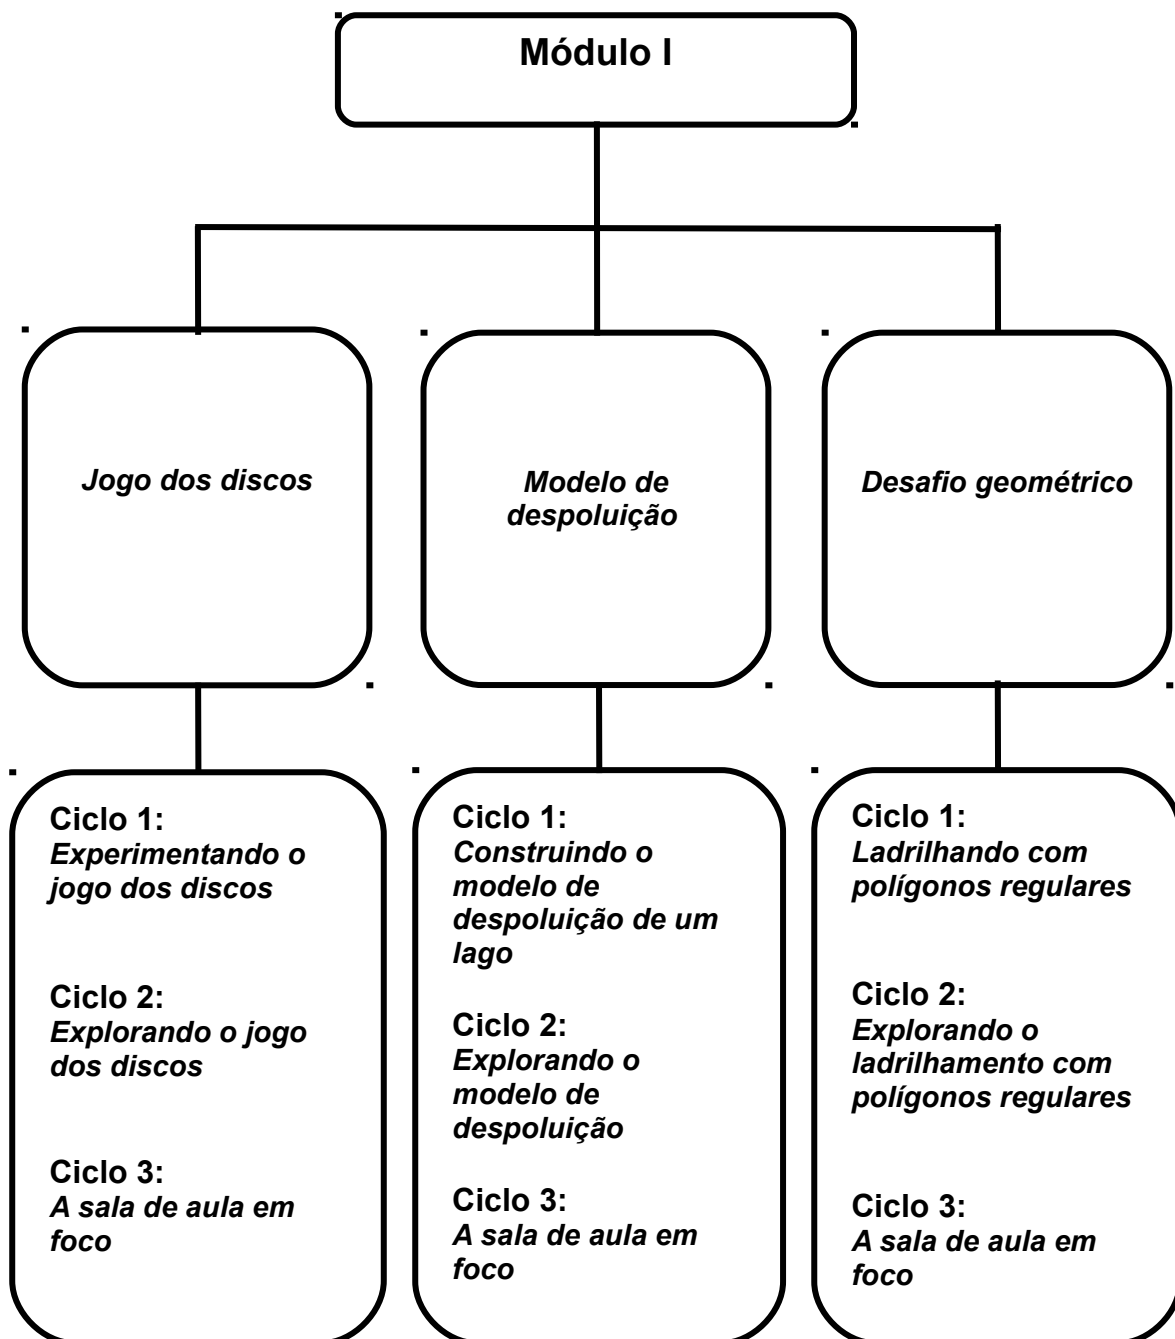 Módulo I
Jogo dos discos
Modelo de
despoluição
Desafio geométrico
Ciclo 1:
Experimentando o
jogo dos discos
Ciclo 2:
Explorando o jogo
dos discos
Ciclo 3:
A sala de aula em
foco
Ciclo 1:
Construindo o
modelo de
despoluição de um
lago
Ciclo 2:
Explorando o
modelo de
despoluição
Ciclo 3:
A sala de aula em
foco
Ciclo 1:
Ladrilhando com
polígonos regulares
Ciclo 2:
Explorando o
ladrilhamento com
polígonos regulares
Ciclo 3:
A sala de aula em
foco